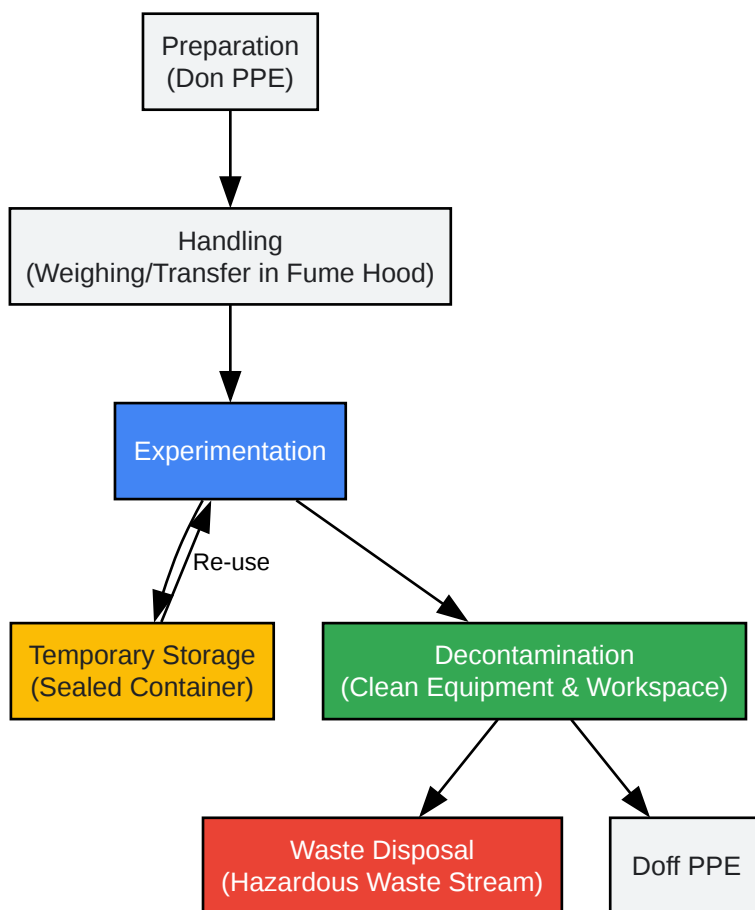 Preparation
(Don PPE)
Handling
(Weighing/Transfer in Fume Hood)
Experimentation
Re-use
Temporary Storage
(Sealed Container)
Decontamination
(Clean Equipment & Workspace)
Waste Disposal
(Hazardous Waste Stream)
Doff PPE